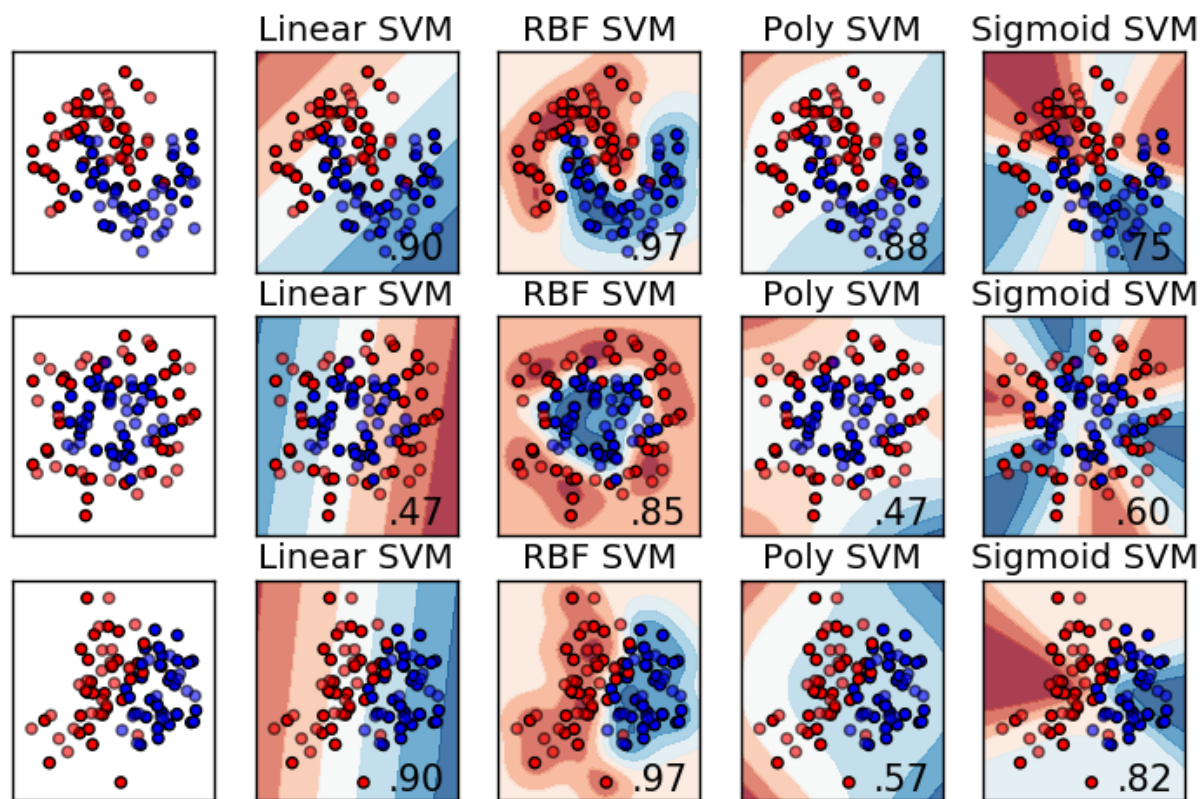 Linear SVM RBF SVM Poly SVM Sigmoid SVM
.90 .97 .88 .75
Linear SVM RBF SVM Poly SVM Sigmoid SVM
.47 .85 .47 .60
Linear SVM RBF SVM Poly SVM Sigmoid SVM
.90 .97 .57 .82